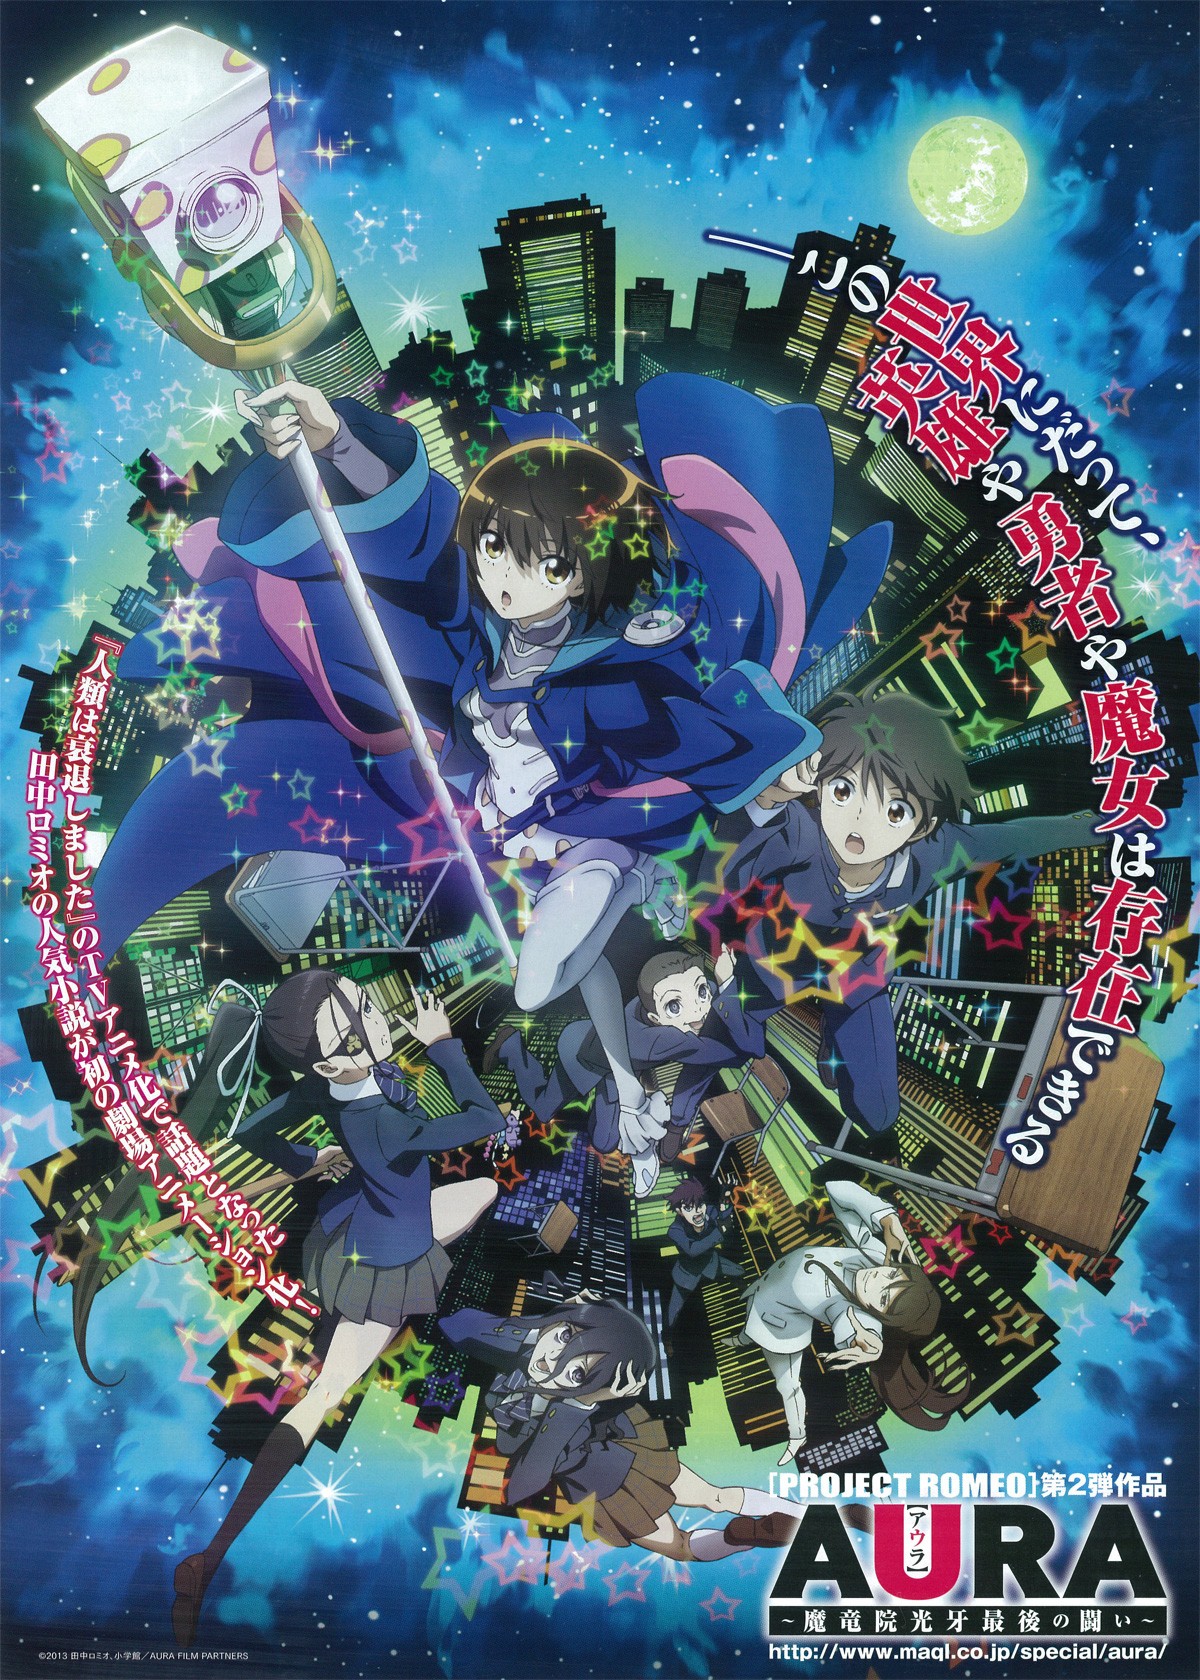 ―この世界にだって、
英雄や勇者や魔女は存在できる
『人類は衰退しました』のTVアニメ化で話題となった
田中ロミオの人気小説が初の劇場アニメーション化！
[PROJECT ROMEO]第2弾作品
AURA
【アウラ】
～魔竜院光牙最後の闘い～
http://www.maql.co.jp/special/aura/
©2013 田中ロミオ、小学館／AURA FILM PARTNERS